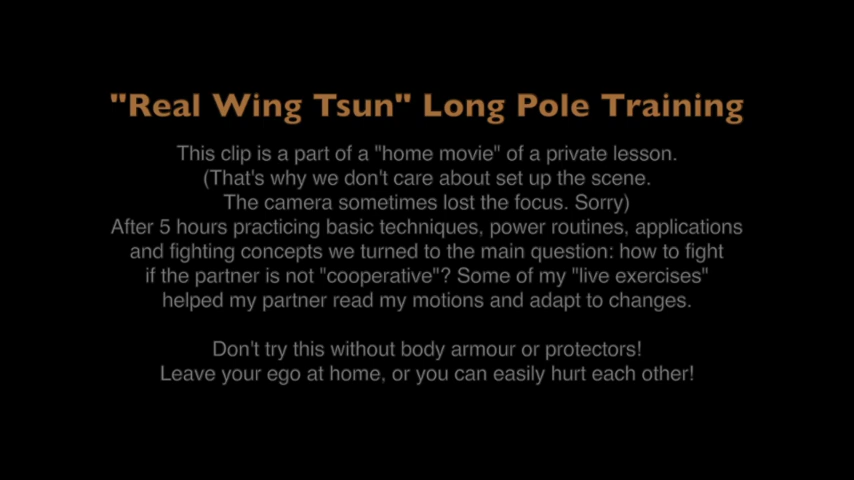 "Real Wing Tsun" Long Pole Training
This clip is a part of a "home movie" of a private lesson.
(That's why we don't care about set up the scene.
The camera sometimes lost the focus. Sorry)
After 5 hours practicing basic techniques, power routines, applications
and fighting concepts we turned to the main question: how to fight
if the partner is not "cooperative"? Some of my "live exercises"
helped my partner read my motions and adapt to changes.
Don't try this without body armour or protectors!
Leave your ego at home, or you can easily hurt each other!